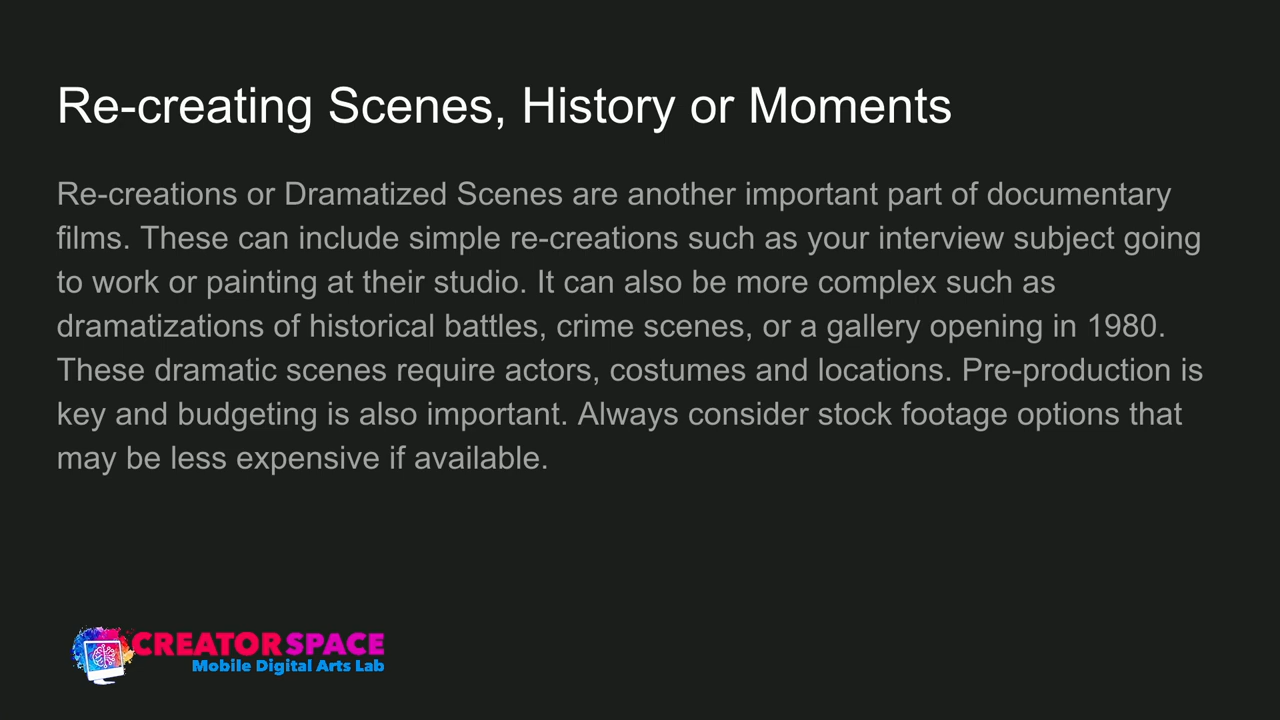 Re-creating Scenes, History or Moments
Re-creations or Dramatized Scenes are another important part of documentary
films. These can include simple re-creations such as your interview subject going
to work or painting at their studio. It can also be more complex such as
dramatizations of historical battles, crime scenes, or a gallery opening in 1980.
These dramatic scenes require actors, costumes and locations. Pre-production is
key and budgeting is also important. Always consider stock footage options that
may be less expensive if available.
CREATOR SPACE
Mobile Digital Arts Lab